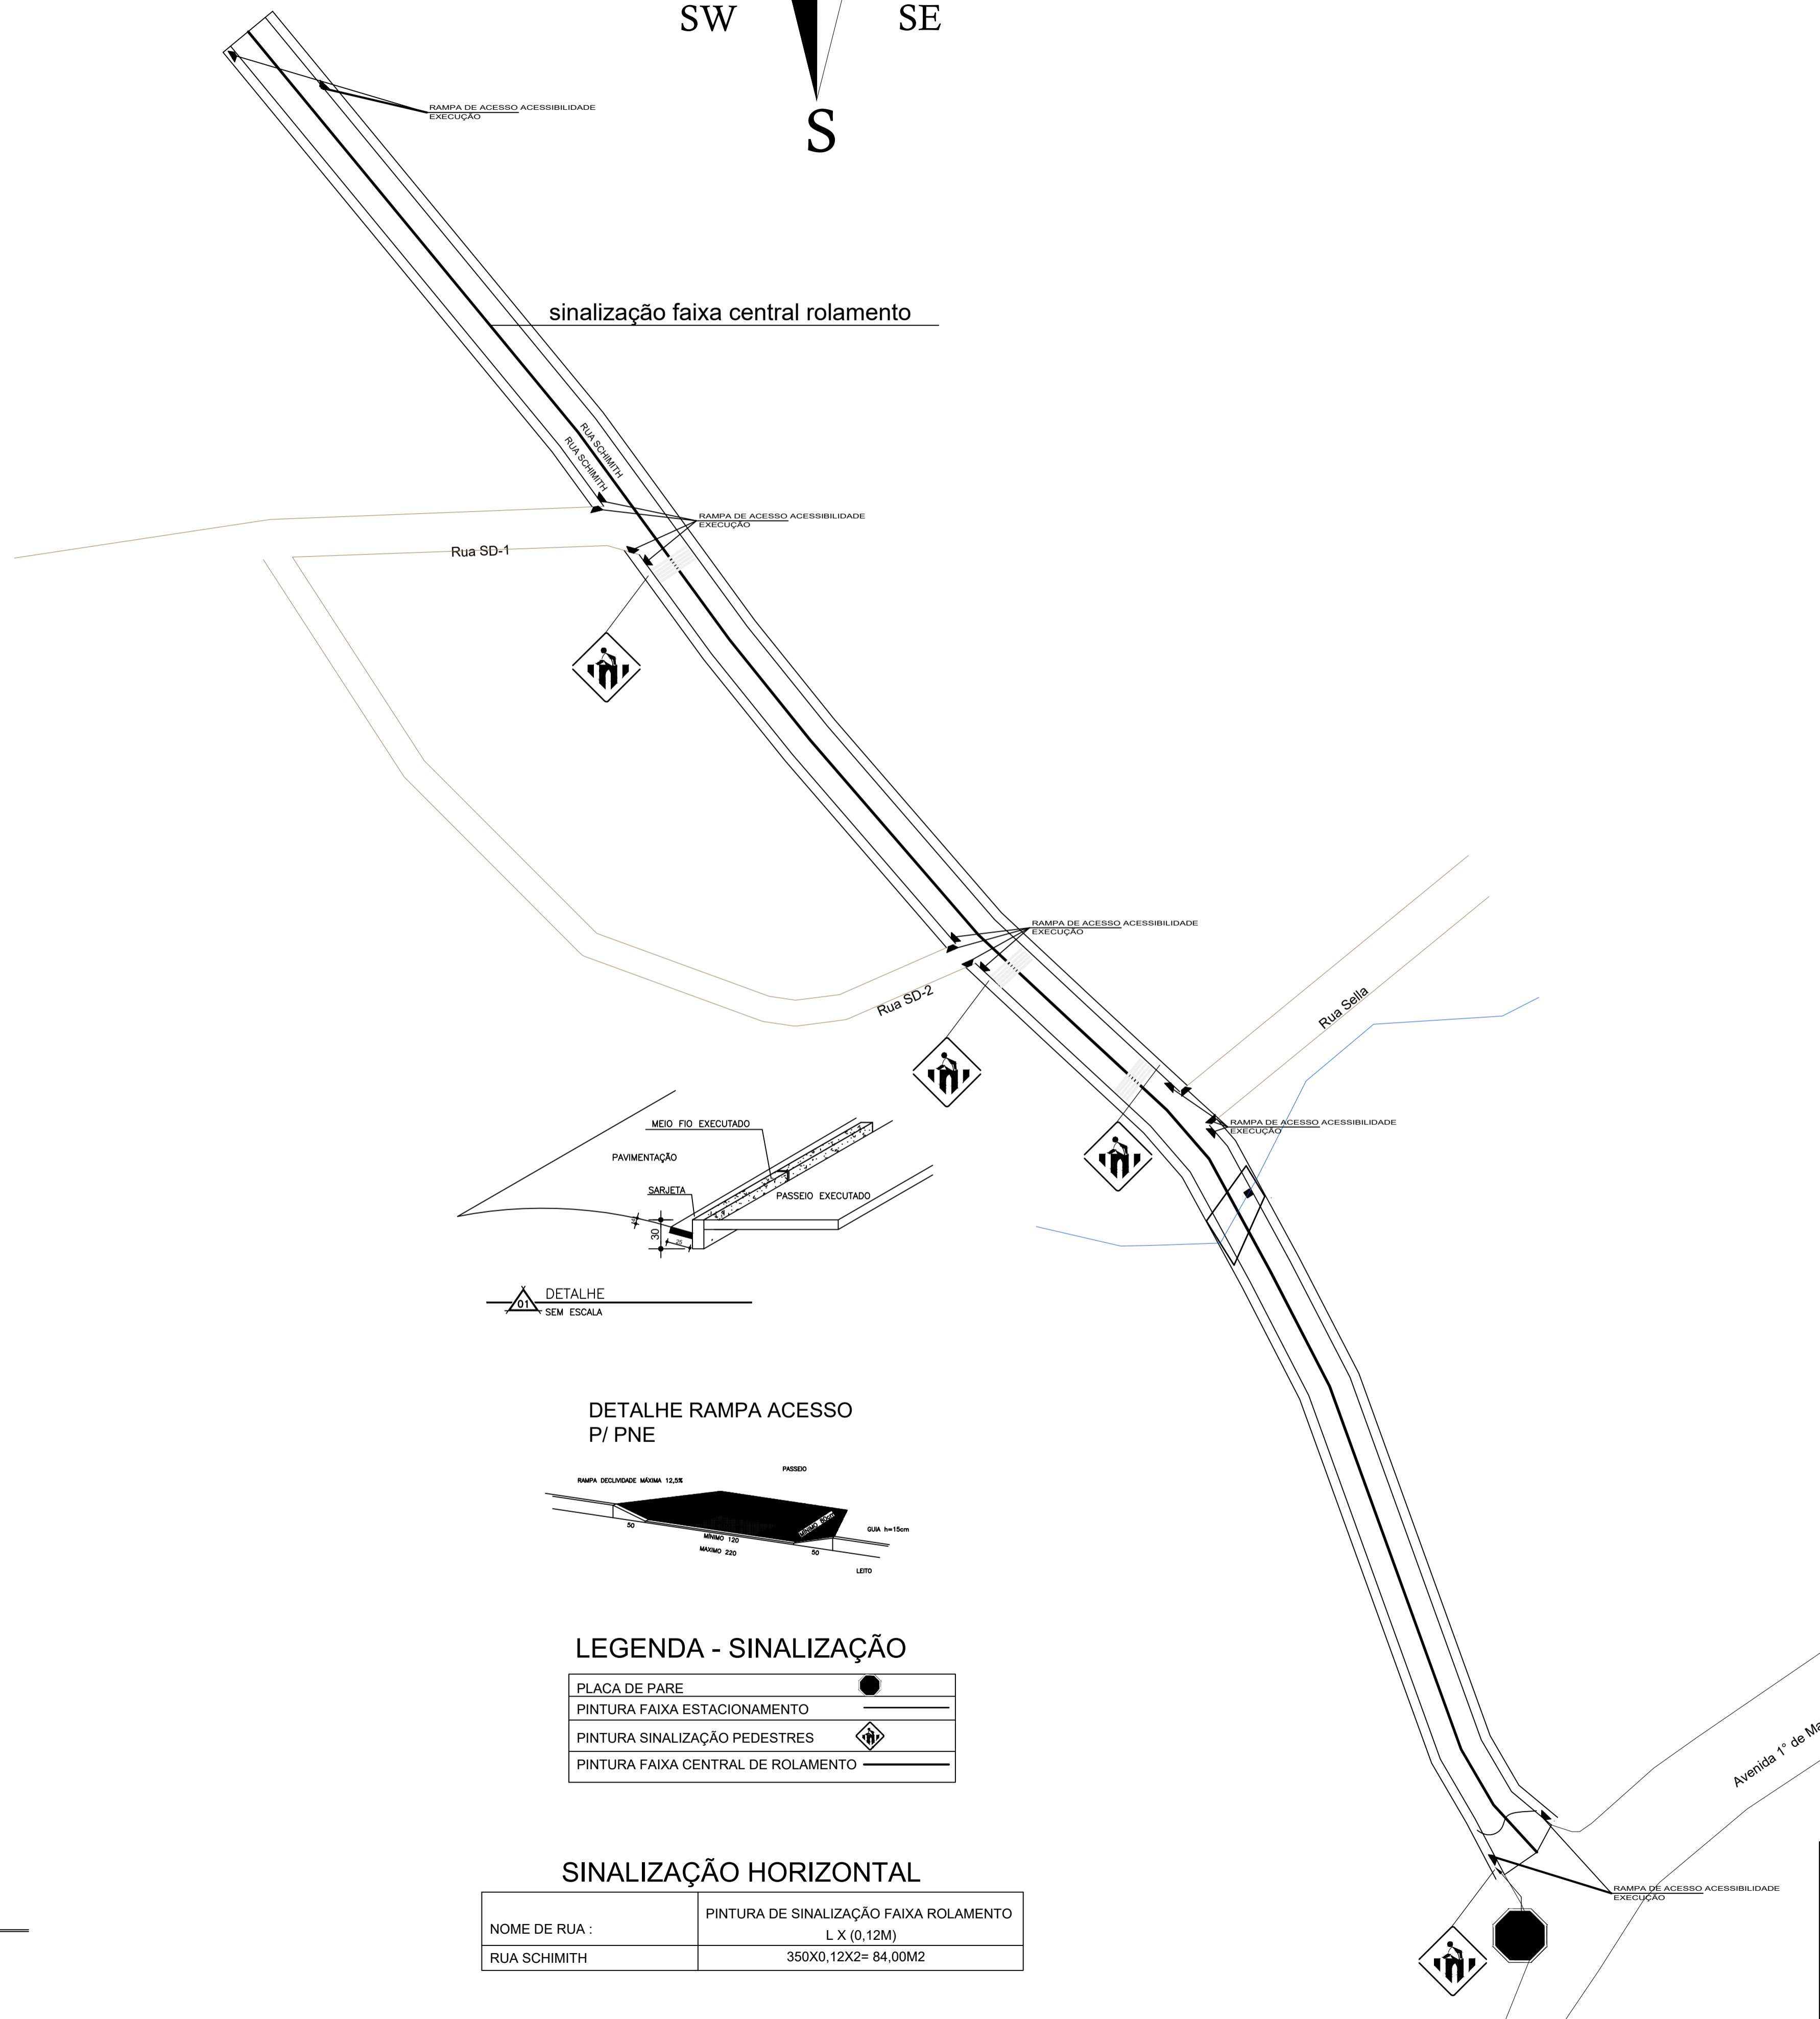 SW
SE
S
RAMPA DE ACESSO ACESSIBILIDADE
EXECUÇÃO
sinalização faixa central rolamento
RUA SCHIMITH
RUA SCHIMITH
RAMPA DE ACESSO ACESSIBILIDADE
EXECUÇÃO
Rua SD-1
RAMPA DE ACESSO ACESSIBILIDADE
EXECUÇÃO
Rua SD-2
Rua Sella
RAMPA DE ACESSO ACESSIBILIDADE
EXECUÇÃO
MEIO FIO EXECUTADO
PAVIMENTAÇÃO
SARJETA
PASSEIO EXECUTADO
30
25
01
DETALHE
SEM ESCALA
DETALHE RAMPA ACESSO
P/ PNE
PASSEIO
RAMPA DECLIVIDADE MÁXIMA 12,5%
50
MÍNIMO 120
MÍNIMO 80cm
GUIA h=15cm
MAXIMO 220
50
LEITO
LEGENDA - SINALIZAÇÃO
PLACA DE PARE
PINTURA FAIXA ESTACIONAMENTO
PINTURA SINALIZAÇÃO PEDESTRES
PINTURA FAIXA CENTRAL DE ROLAMENTO
Avenida 1° de Ma
RAMPA DE ACESSO ACESSIBILIDADE
EXECUÇÃO
SINALIZAÇÃO HORIZONTAL
NOME DE RUA :
PINTURA DE SINALIZAÇÃO FAIXA ROLAMENTO
L X (0,12M)
RUA SCHIMITH
350X0,12X2= 84,00M2